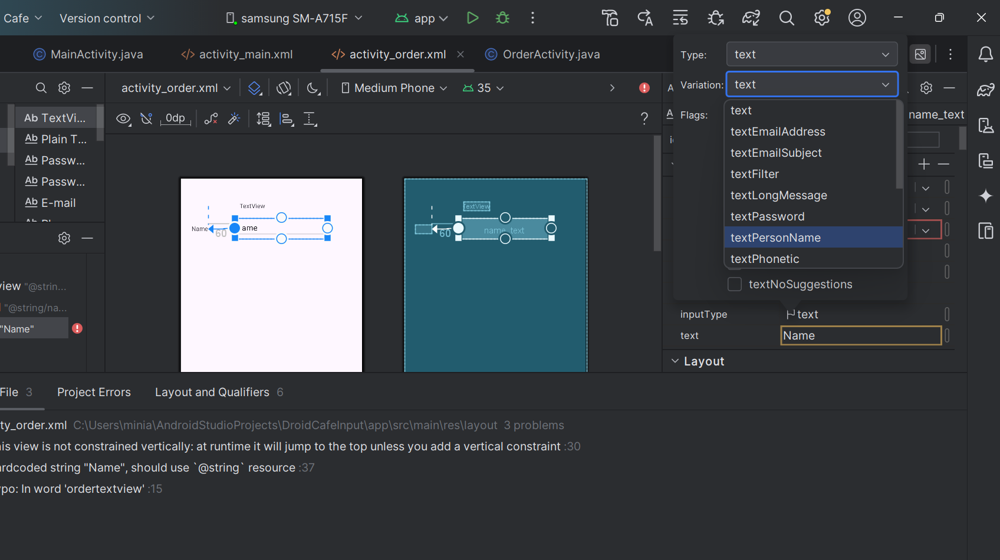 Cafe
Version control
samsung SM-A715F
app
MainActivity.java
activity_main.xml
activity_order.xml
OrderActivity.java
Type:
text
Variation:
text
Flags:
text
textEmailAddress
textEmailSubject
textFilter
textLongMessage
textPassword
textPersonName
textPhonetic
textNoSuggestions
activity_order.xml
Medium Phone
35
0dp
?
Ab TextVi...
Ab Plain T...
Ab Passw...
Ab Passw...
Ab E-mail
name_text
TextView
Name
60
ame
TextView
60
name_text
iew "@strin...
"@string/na...
"Name"
inputType
text
text
Name
Layout
File 3
Project Errors
Layout and Qualifiers 6
ty_order.xml C:\Users\minia\AndroidStudioProjects\DroidCafeInput\app\src\main\res\layout 3 problems
is view is not constrained vertically: at runtime it will jump to the top unless you add a vertical constraint :30
ardcoded string "Name", should use `@string` resource :37
ypo: In word 'ordertextview' :15